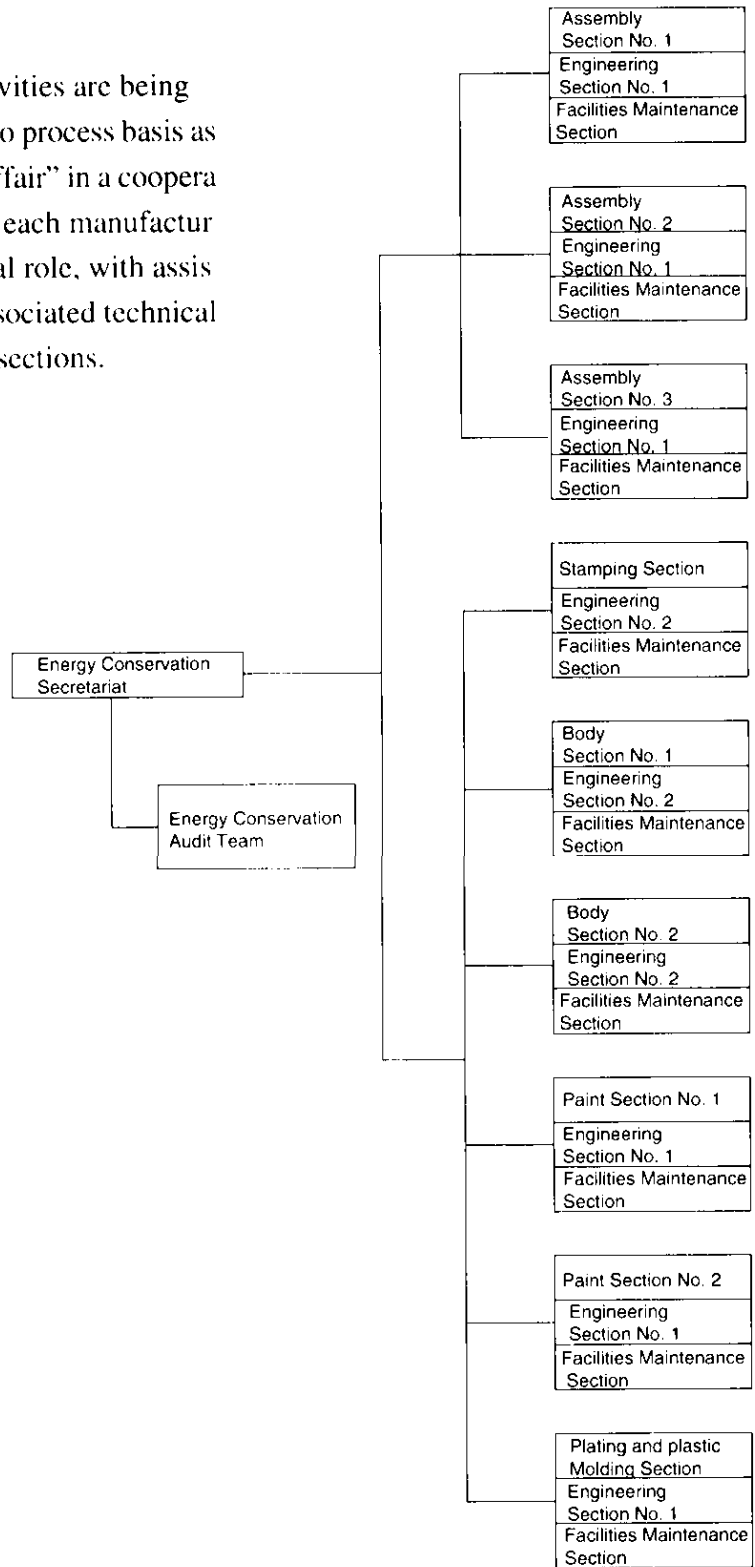 vities are being
o process basis as
ffair” in a coopera
each manufactur
al role, with assis
sociated technical
sections.
Energy Conservation
Secretariat
Energy Conservation
Audit Team
Assembly
Section No. 1
Engineering
Section No. 1
Facilities Maintenance
Section
Assembly
Section No. 2
Engineering
Section No. 1
Facilities Maintenance
Section
Assembly
Section No. 3
Engineering
Section No. 1
Facilities Maintenance
Section
Stamping Section
Engineering
Section No. 2
Facilities Maintenance
Section
Body
Section No. 1
Engineering
Section No. 2
Facilities Maintenance
Section
Body
Section No. 2
Engineering
Section No. 2
Facilities Maintenance
Section
Paint Section No. 1
Engineering
Section No. 1
Facilities Maintenance
Section
Paint Section No. 2
Engineering
Section No. 1
Facilities Maintenance
Section
Plating and plastic
Molding Section
Engineering
Section No. 1
Facilities Maintenance
Section